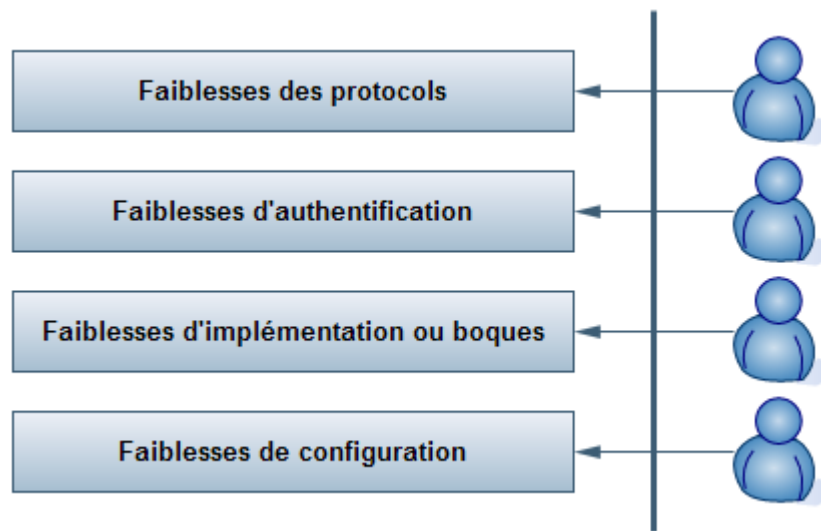 Faiblesses des protocols
Faiblesses d'authentification
Faiblesses d'implémentation ou boques
Faiblesses de configuration